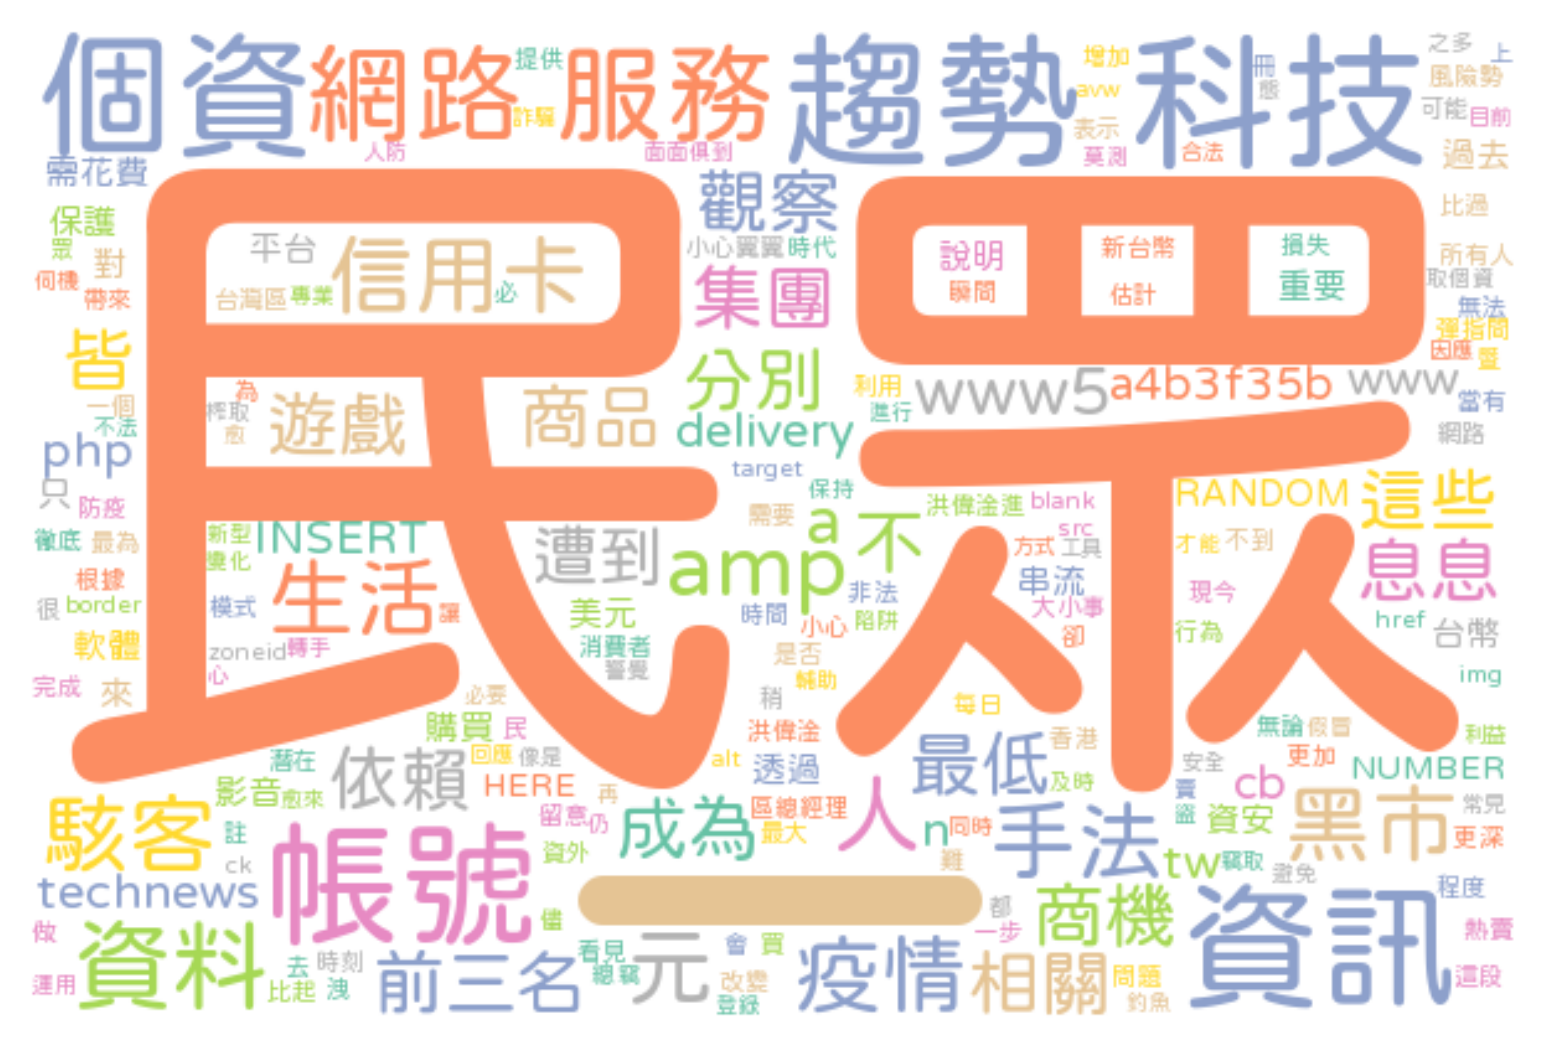 個資 網路 提供 服務 趨勢 增加 科技 冊 之多 上
詐騙 avw 態 風險勢
人防 面面俱到 表示 莫測 合法 可能 目前
需花費 觀察 過去
保護 民眾 比過
眾 平台 信用卡 小心翼翼 時代 說明 新台幣 損失 所有人
對 集團 瞬間 估計 重要 取個資
伺機 帶來 台灣區 專業 必 無法
皆 分別 彈指間
因應 暨
一個 為 遊戲 商品 利用 www5 a4b3f35b www 當有
不法 榨取 愈 delivery 進行 網路
php target RANDOM 這些
只 防疫 保持 洪偉淦進 blank
徹底 最為 新型 INSERT 遭到 需要 a 不 src 才能 不到
變化 amp 方式 工具 息息
根據 生活 串流
很 border 模式 讓 美元 時間 非法 大小事 現今
軟體 zoneid 轉手 消費者 小心 陷阱 卻 行為 href 台幣
心 警覺 是否
完成 來 必要 稍 輔助 每日 img
購買 民 洪偉淦 無論 假冒 利益
潛在 依賴 回應 像是 alt 透過 最低 香港 安全 更加 NUMBER
影音 愈來 HERE 再 及時 賣 cb
駭客 註 留意 仍 成為 區總經理 人 n 同時 手法 盜 資安 黑市 常見
ck 帳號 資外 最大 難 tw 竊取 更深
technews 一 避免 程度
做 資料 儘 都 商機 資訊 熱賣
一步
去 時刻 前三名 看見 元 會 買 疫情 相關
運用 比起 洩 總竊 改變 問題 這段
登錄 釣魚